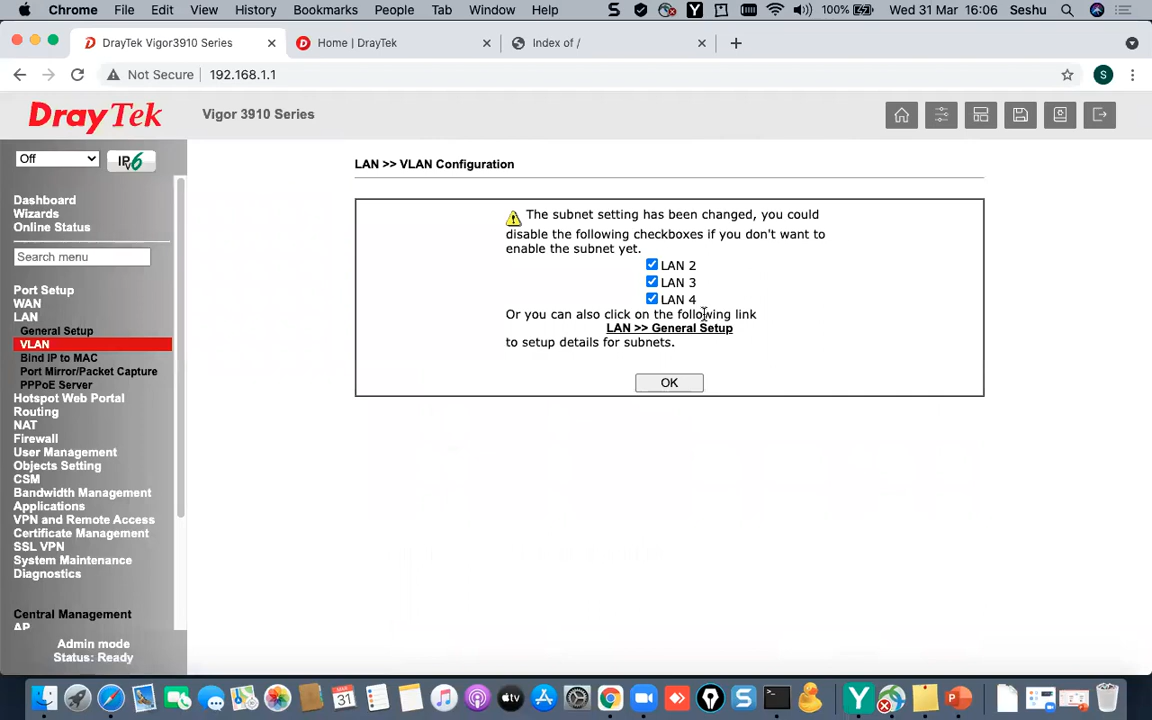 Chrome File Edit View History Bookmarks People Tab Window Help 100% Wed 31 Mar 16:06 Seshu
DrayTek Vigor3910 Series
Home | DrayTek
Index of /
Not Secure 192.168.1.1
S
DrayTek
Vigor 3910 Series
Off
IPv6
LAN >> VLAN Configuration
Dashboard
Wizards
Online Status
Search menu
Port Setup
WAN
LAN
General Setup
VLAN
Bind IP to MAC
Port Mirror/Packet Capture
PPPoE Server
Hotspot Web Portal
Routing
NAT
Firewall
User Management
Objects Setting
CSM
Bandwidth Management
Applications
VPN and Remote Access
Certificate Management
SSL VPN
System Maintenance
Diagnostics
Central Management
AP
Admin mode
Status: Ready
The subnet setting has been changed, you could
disable the following checkboxes if you don't want to
enable the subnet yet.
LAN 2
LAN 3
LAN 4
Or you can also click on the following link
LAN >> General Setup
to setup details for subnets.
OK